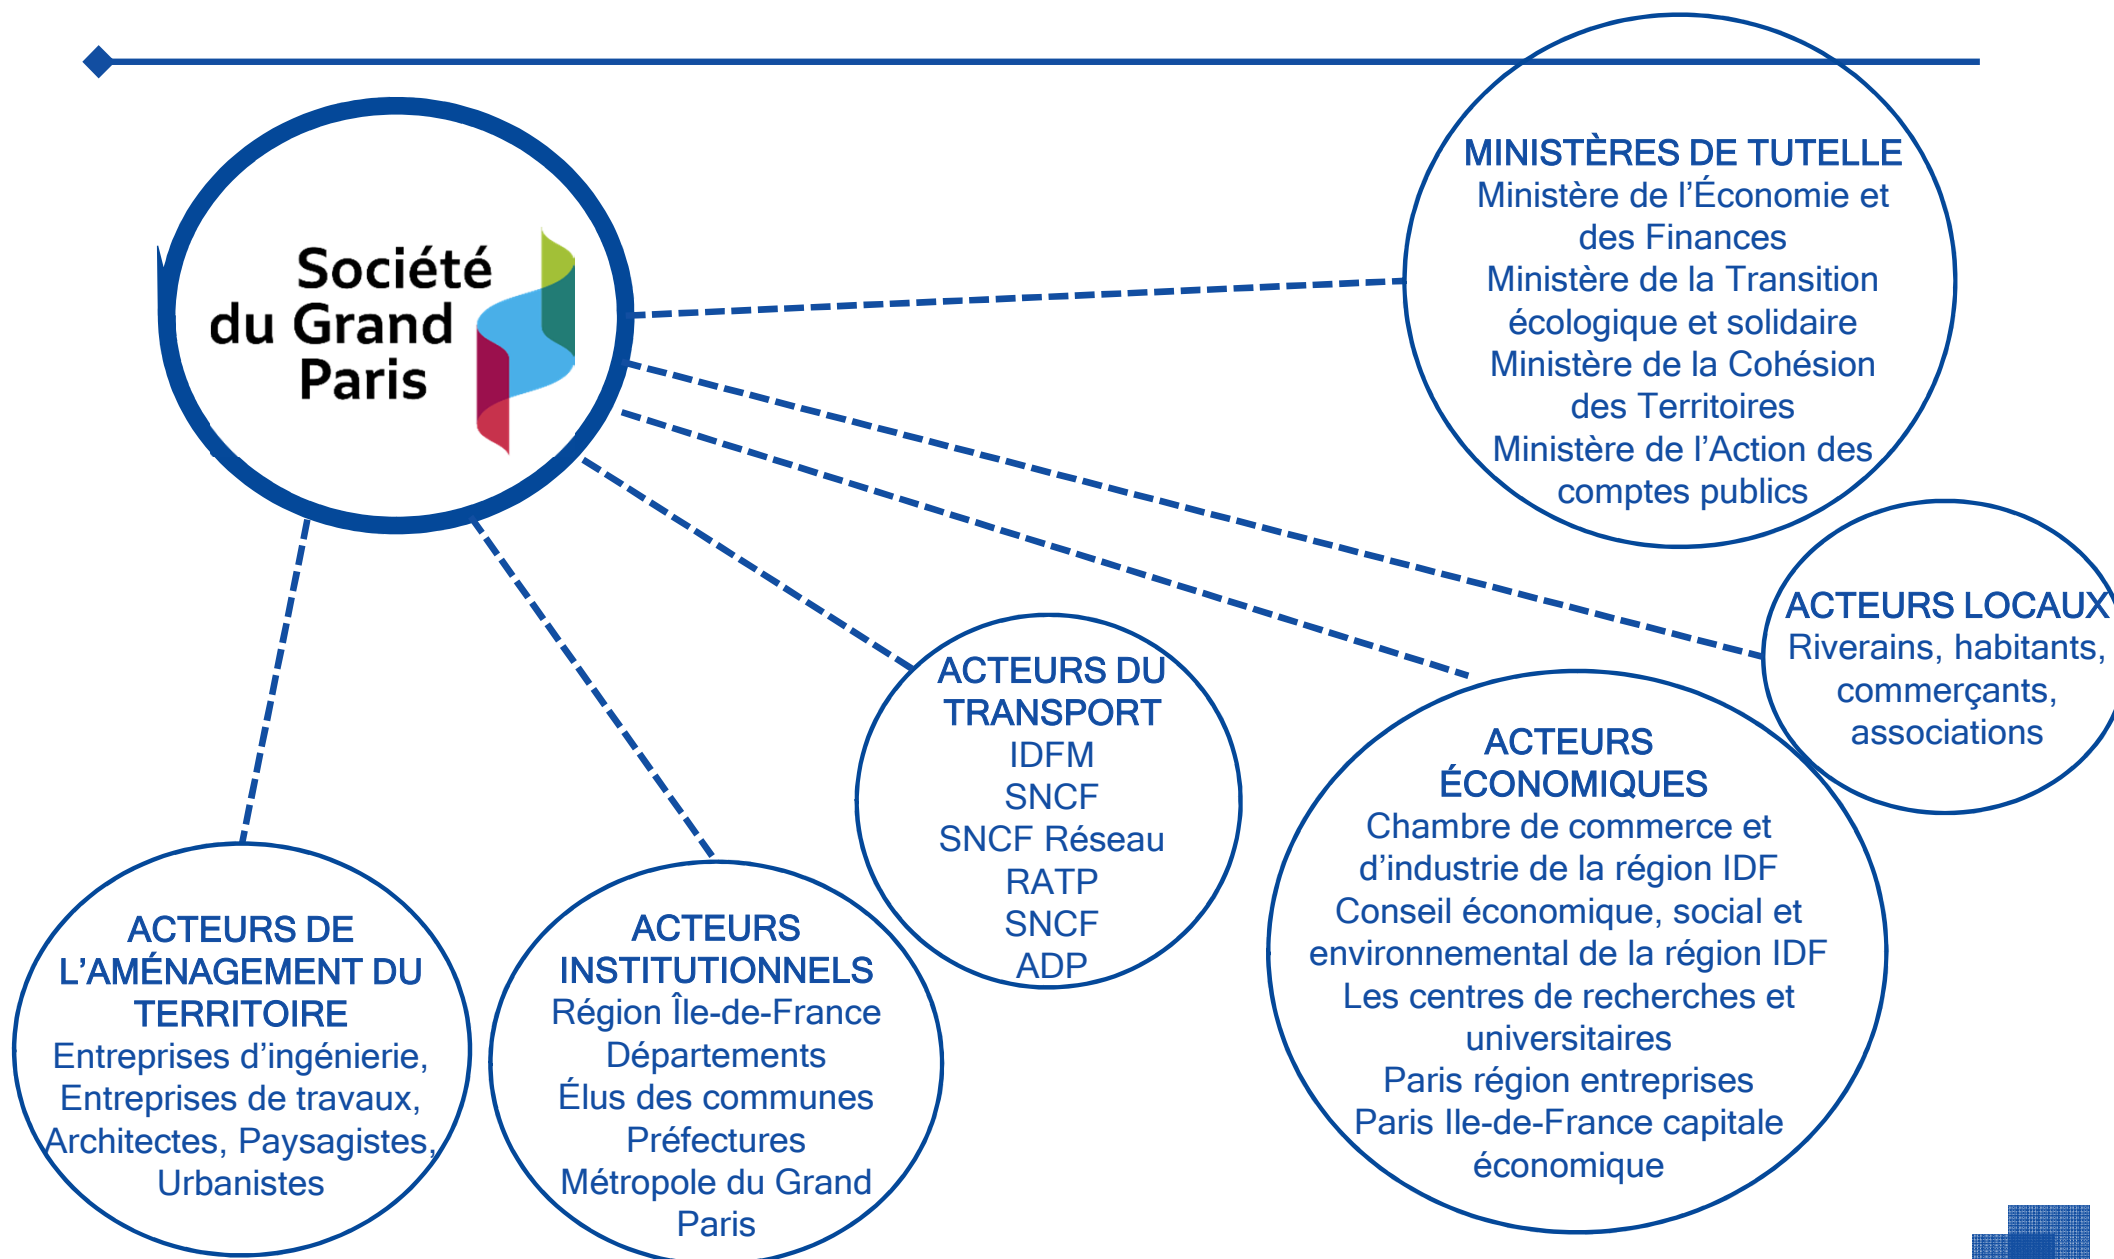 Société
du Grand
Paris
MINISTÈRES DE TUTELLE
Ministère de l’Économie et
des Finances
Ministère de la Transition
écologique et solidaire
Ministère de la Cohésion
des Territoires
Ministère de l’Action des
comptes publics
ACTEURS LOCAUX
Riverains, habitants,
commerçants,
associations
ACTEURS DU
TRANSPORT
IDFM
SNCF
SNCF Réseau
RATP
SNCF
ADP
ACTEURS
ÉCONOMIQUES
Chambre de commerce et
d’industrie de la région IDF
Conseil économique, social et
environnemental de la région IDF
Les centres de recherches et
universitaires
Paris région entreprises
Paris Ile-de-France capitale
économique
ACTEURS DE
L’AMÉNAGEMENT DU
TERRITOIRE
Entreprises d’ingénierie,
Entreprises de travaux,
Architectes, Paysagistes,
Urbanistes
ACTEURS
INSTITUTIONNELS
Région Île-de-France
Départements
Élus des communes
Préfectures
Métropole du Grand
Paris